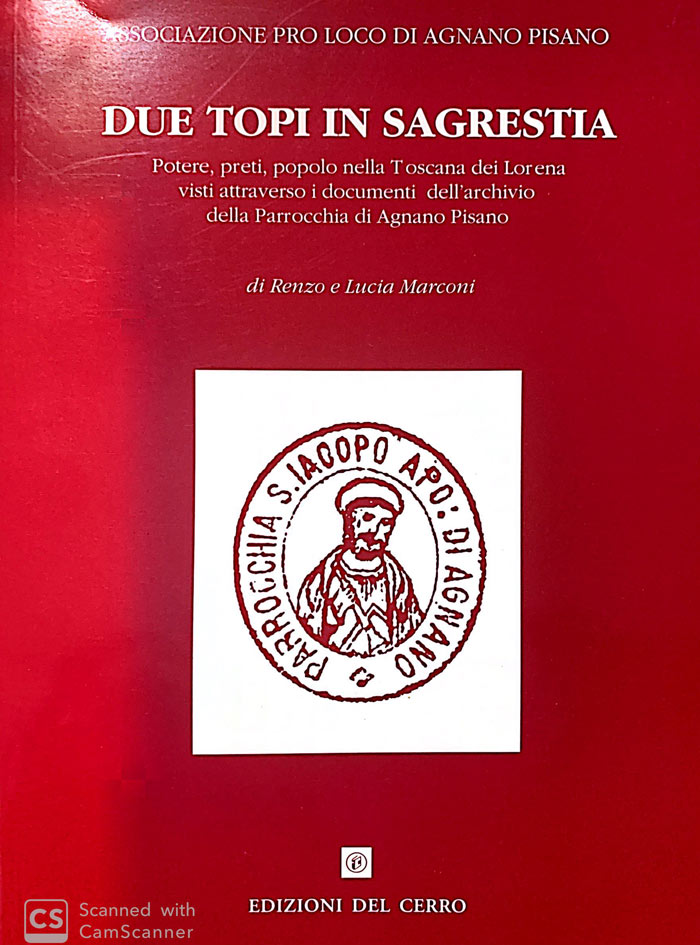 ASSOCIAZIONE PRO LOCO DI AGNANO PISANO
DUE TOPI IN SAGRESTIA
Potere, preti, popolo nella Toscana dei Lorena
visti attraverso i documenti dell'archivio
della Parrocchia di Agnano Pisano
di Renzo e Lucia Marconi
PARROCCHIA S.IACOPO APO: DI AGNANO
EDIZIONI DEL CERRO
CS Scanned with
CamScanner